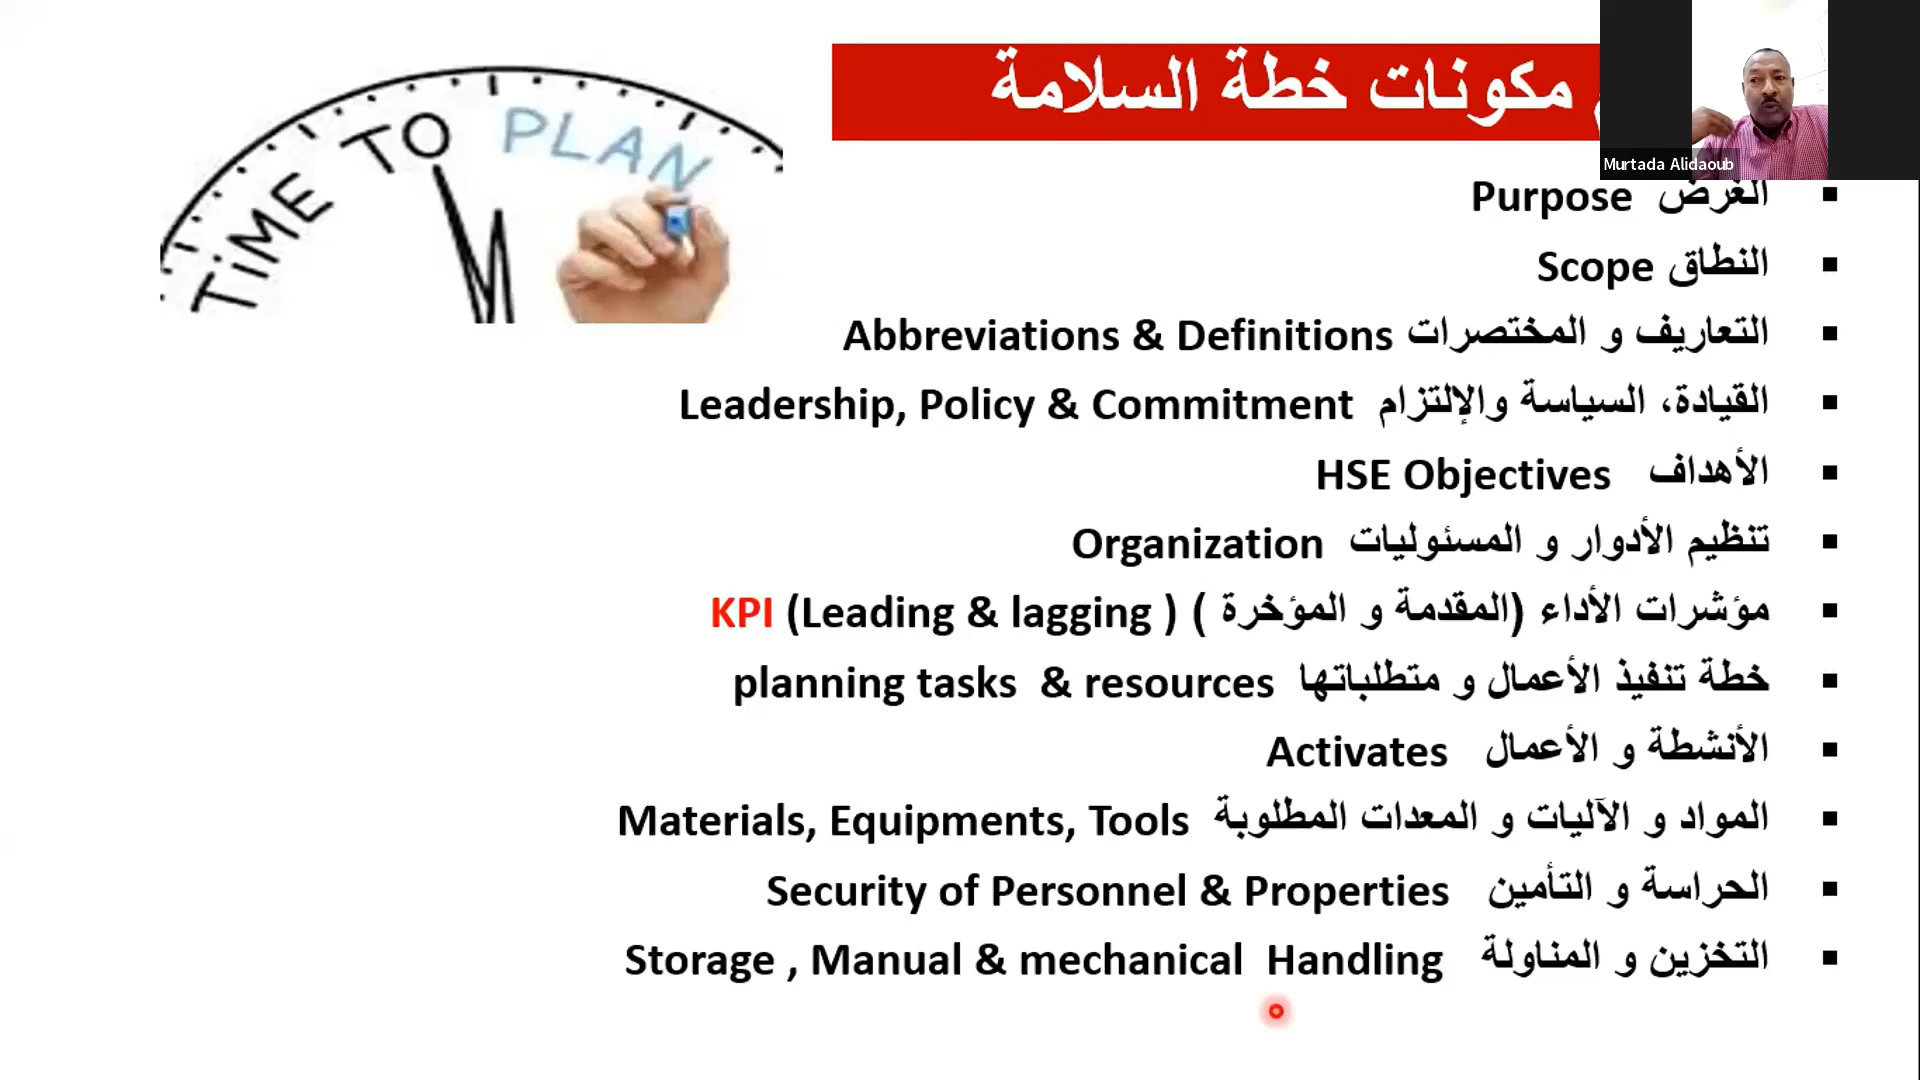 TIME TO PLAN
مكونات خطة السلامة
Murtada Alidaoub
الغرض Purpose
النطاق Scope
التعاريف و المختصرات Abbreviations & Definitions
القيادة، السياسة والإلتزام Leadership, Policy & Commitment
الأهداف HSE Objectives
تنظيم الأدوار و المسئوليات Organization
مؤشرات الأداء (المقدمة و المؤخرة ) KPI (Leading & lagging )
خطة تنفيذ الأعمال و متطلباتها planning tasks & resources
الأنشطة و الأعمال Activates
المواد و الآليات و المعدات المطلوبة Materials, Equipments, Tools
الحراسة و التأمين Security of Personnel & Properties
التخزين و المناولة Storage , Manual & mechanical Handling